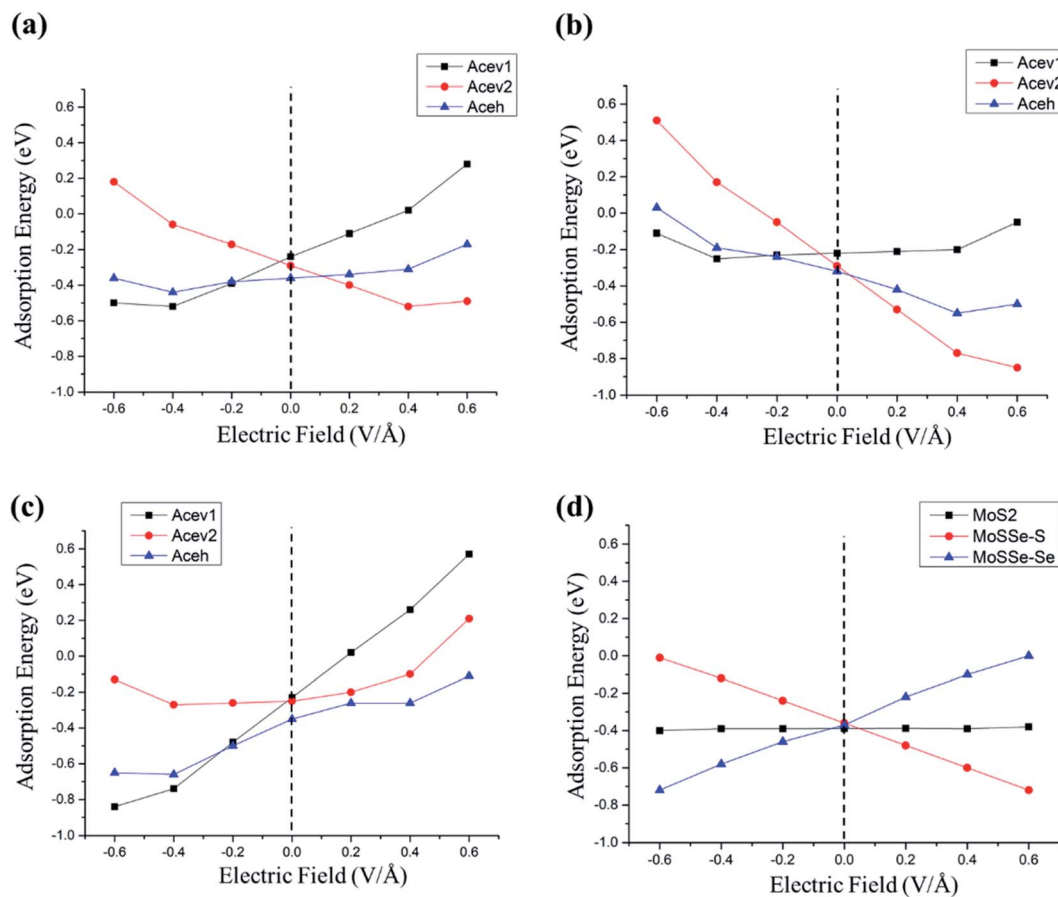 (a)
Acev1
Acev2
Aceh
0.6
0.4
0.2
0.0
-0.2
-0.4
-0.6
-0.8
-1.0
-0.6 -0.4 -0.2 0.0 0.2 0.4 0.6
Adsorption Energy (eV)
Electric Field (V/Å)
(b)
Acev1
Acev2
Aceh
0.6
0.4
0.2
0.0
-0.2
-0.4
-0.6
-0.8
-1.0
-0.6 -0.4 -0.2 0.0 0.2 0.4 0.6
Adsorption Energy (eV)
Electric Field (V/Å)
(c)
Acev1
Acev2
Aceh
0.6
0.4
0.2
0.0
-0.2
-0.4
-0.6
-0.8
-1.0
-0.6 -0.4 -0.2 0.0 0.2 0.4 0.6
Adsorption Energy (eV)
Electric Field (V/Å)
(d)
MoS2
MoSSe-S
MoSSe-Se
0.6
0.4
0.2
0.0
-0.2
-0.4
-0.6
-0.8
-1.0
-0.6 -0.4 -0.2 0.0 0.2 0.4 0.6
Adsorption Energy (eV)
Electric Field (V/Å)